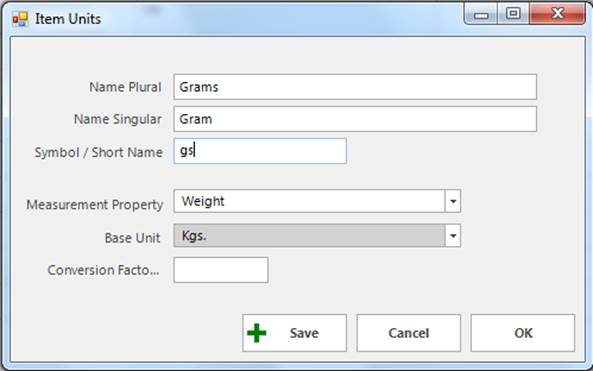 Item Units
Name Plural Grams
Name Singular Gram
Symbol / Short Name gs
Measurement Property Weight
Base Unit Kgs.
Conversion Facto...
Save Cancel OK